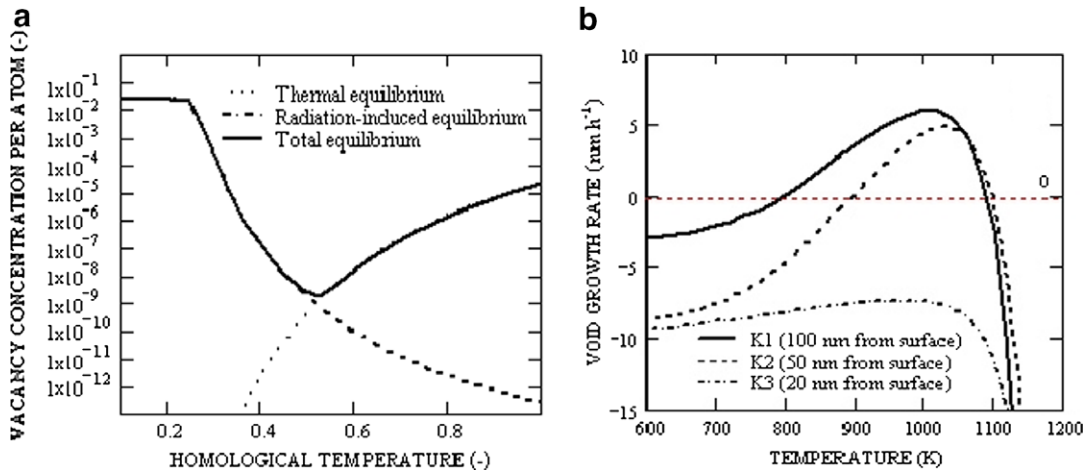 a
VACANCY CONCENTRATION PER ATOM (-)
1x10⁻¹
1x10⁻²
1x10⁻³
1x10⁻⁴
1x10⁻⁵
1x10⁻⁶
1x10⁻⁷
1x10⁻⁸
1x10⁻⁹
1x10⁻¹⁰
1x10⁻¹¹
1x10⁻¹²
Thermal equilibrium
Radiation-induced equilibrium
Total equilibrium
0.2 0.4 0.6 0.8
HOMOLOGICAL TEMPERATURE (-)
b
VOID GROWTH RATE (nm h⁻¹)
10
5
0
−5
−10
−15
0
K1 (100 nm from surface)
K2 (50 nm from surface)
K3 (20 nm from surface)
600 700 800 900 1000 1100 1200
TEMPERATURE (K)